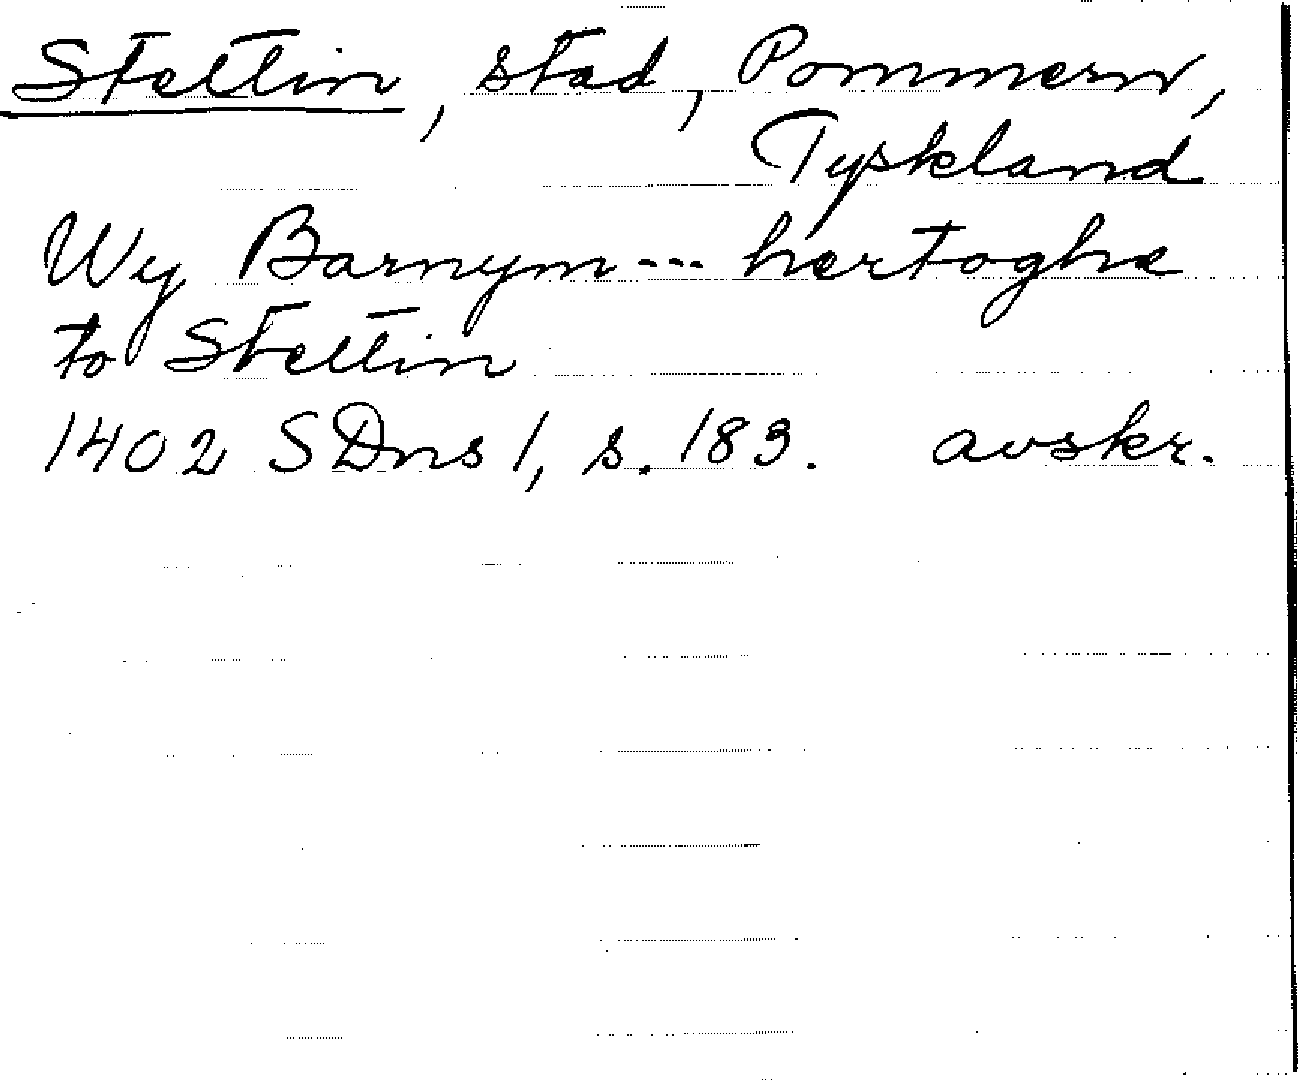 Stettin, stad, Pommern,
Tyskland
Wy Barnym --- hertoghe
to Stettin
1402 SDns 1, s. 183. avskr.